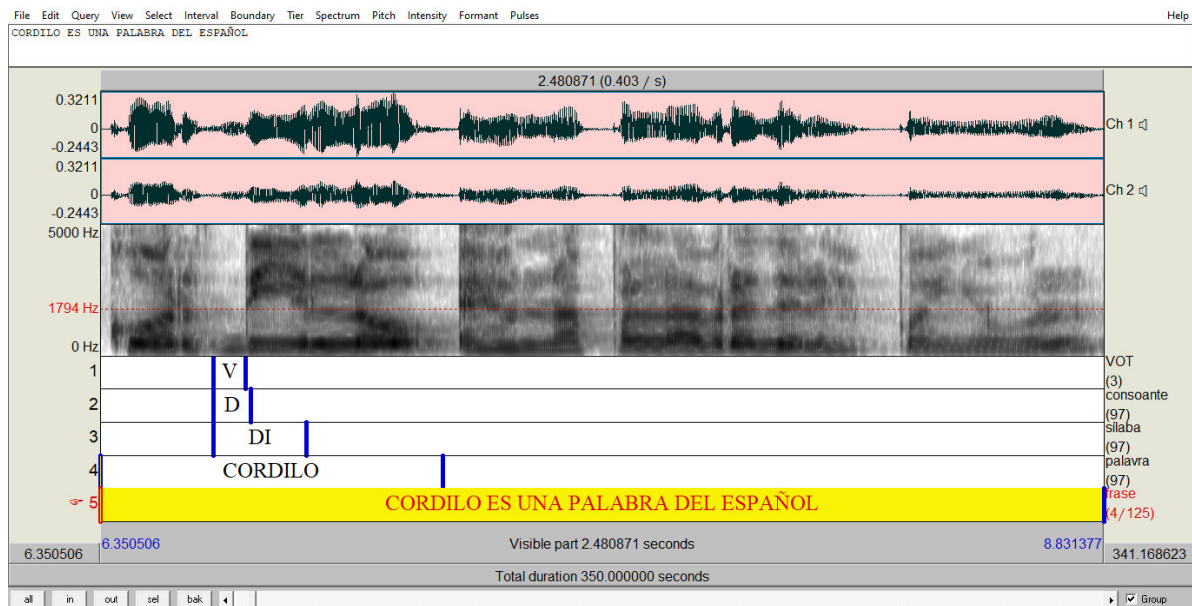 File Edit Query View Select Interval Boundary Tier Spectrum Pitch Intensity Formant Pulses Help
CORDILO ES UNA PALABRA DEL ESPAÑOL
2.480871 (0.403 / s)
0.3211
0
-0.2443
Ch 1
0.3211
0
-0.2443
Ch 2
5000 Hz
1794 Hz
0 Hz
1 V VOT
(3)
2 D consoante
(97)
3 DI sílaba
(97)
4 CORDILO palavra
(97)
5 CORDILO ES UNA PALABRA DEL ESPAÑOL frase
(4/125)
6.350506 6.350506 Visible part 2.480871 seconds 8.831377 341.168623
Total duration 350.000000 seconds
all in out sel bak Group